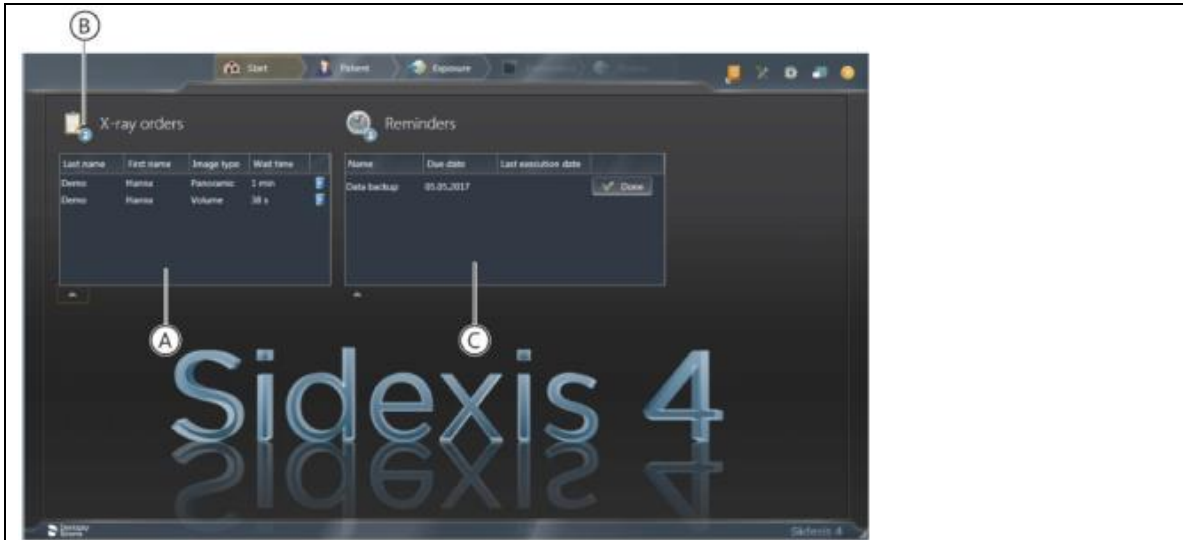 B
Start Patient Exposure
X-ray orders
Reminders
Last name First name Image type Wait time
Demo Hanna Panoramic 1 min
Demo Hanna Volume 38 s
Name Due date Last execution date
Data backup 05.05.2017 Done
A
C
Sidexis 4
Dentsply
Sirona
Sidexis 4